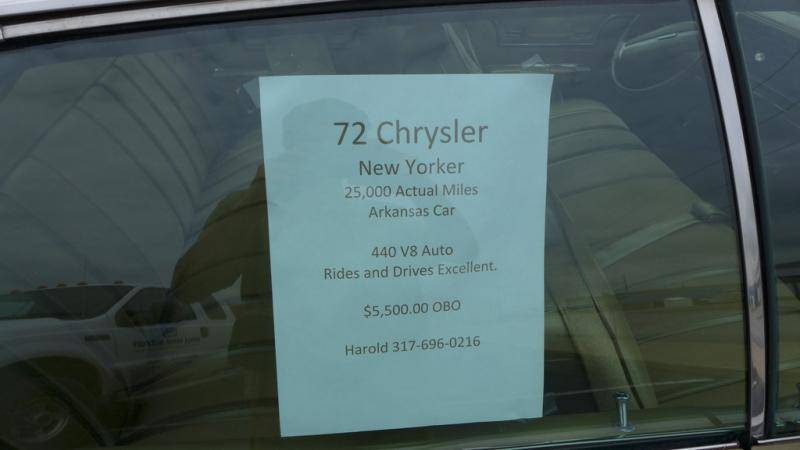 72 Chrysler
New Yorker
25,000 Actual Miles
Arkansas Car
440 V8 Auto
Rides and Drives Excellent.
$5,500.00 OBO
Harold 317-696-0216